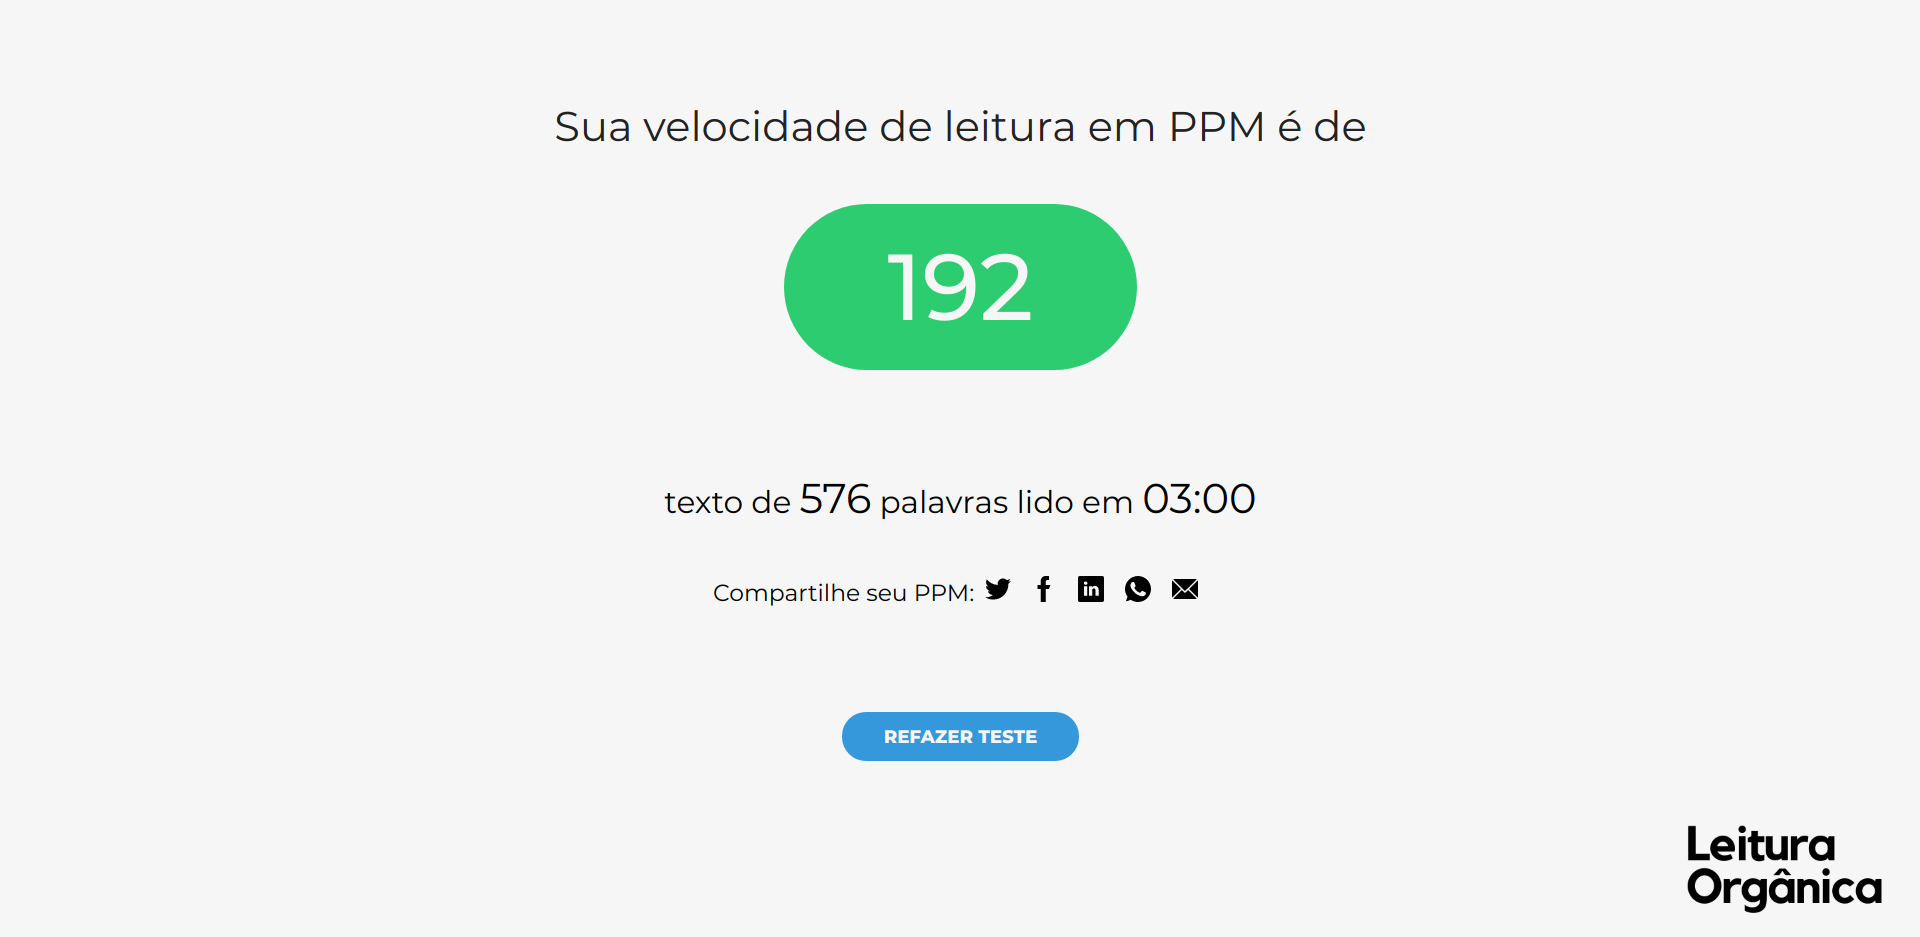 Sua velocidade de leitura em PPM é de
192
texto de 576 palavras lido em 03:00
Compartilhe seu PPM:
REFAZER TESTE
Leitura
Orgânica